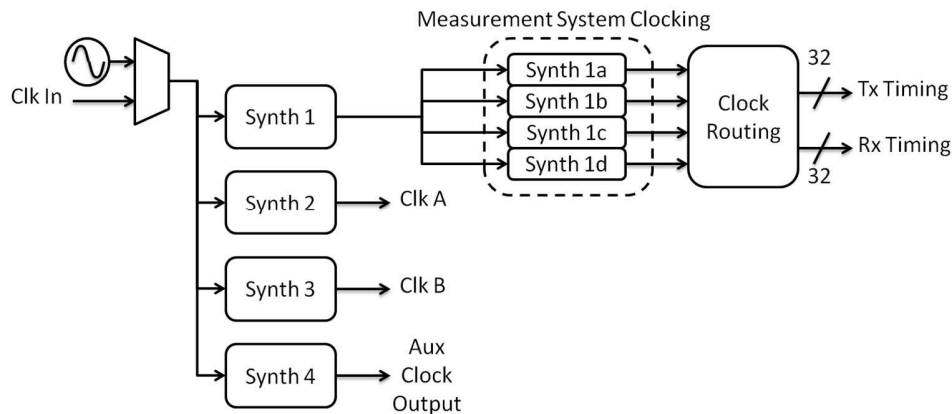 Measurement System Clocking
Clk In
Synth 1
Synth 1a
Synth 1b
Synth 1c
Synth 1d
Clock
Routing
32
Tx Timing
Rx Timing
32
Synth 2
Clk A
Synth 3
Clk B
Synth 4
Aux
Clock
Output